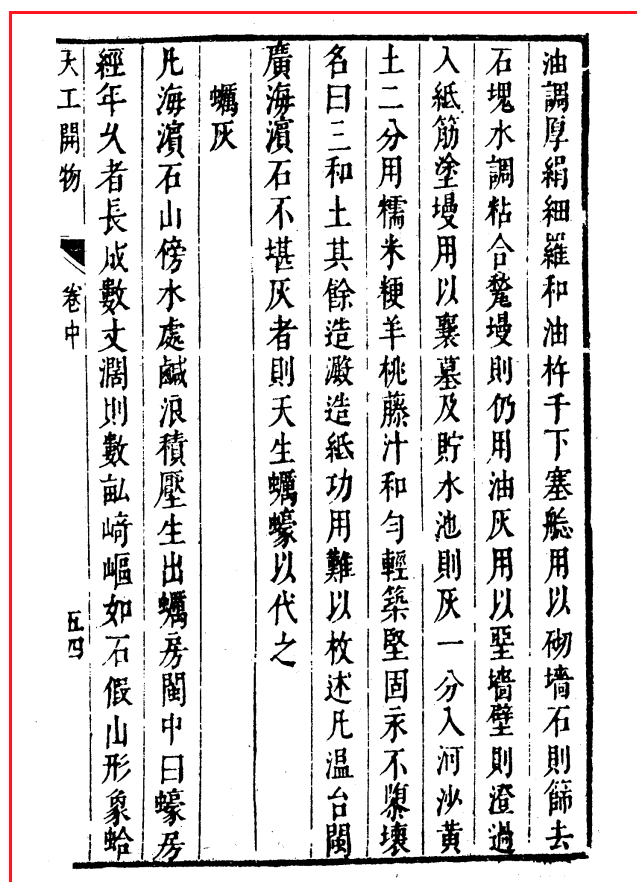 油調厚絹細羅和油杵千下塞艌用以砌墻石則篩去
石塊水調粘合甃墁則仍用油灰用以堊墻壁則澄過
入紙筋塗墁用以襄墓及貯水池則灰一分入河沙黃
土二分用糯米粳羊桃藤汁和勻輕築堅固永不隳壞
名曰三和土其餘造澱造紙功用難以枚述凡温台閩
廣海濱石不堪灰者則天生蠣蠔以代之
蠣灰
凡海濱石山傍水處鹹浪積壓生出蠣房閩中曰蠔房
經年久者長成數丈濶則數畝崎嶇如石假山形象蛤
天工開物 卷中 五四